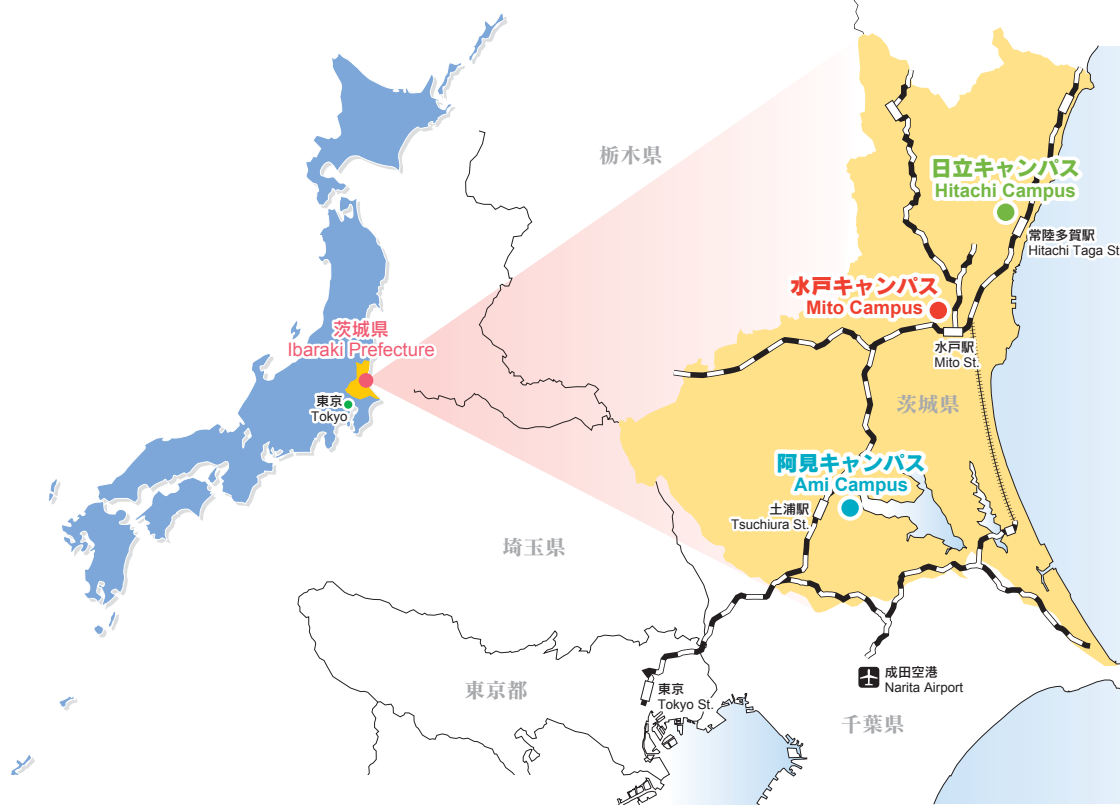 栃木県
日立キャンパス
Hitachi Campus
常陸多賀駅
Hitachi Taga St
水戸キャンパス
Mito Campus
水戸駅
Mito St.
茨城県
Ibaraki Prefecture
東京
Tokyo
茨城県
阿見キャンパス
Ami Campus
土浦駅
Tsuchiura St.
埼玉県
東京都
東京
Tokyo St.
成田空港
Narita Airport
千葉県